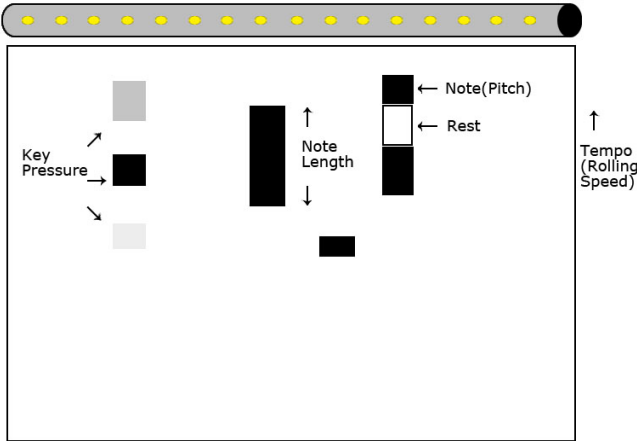 Note(Pitch)
Rest
Key
Pressure
Note
Length
Tempo
(Rolling
Speed)